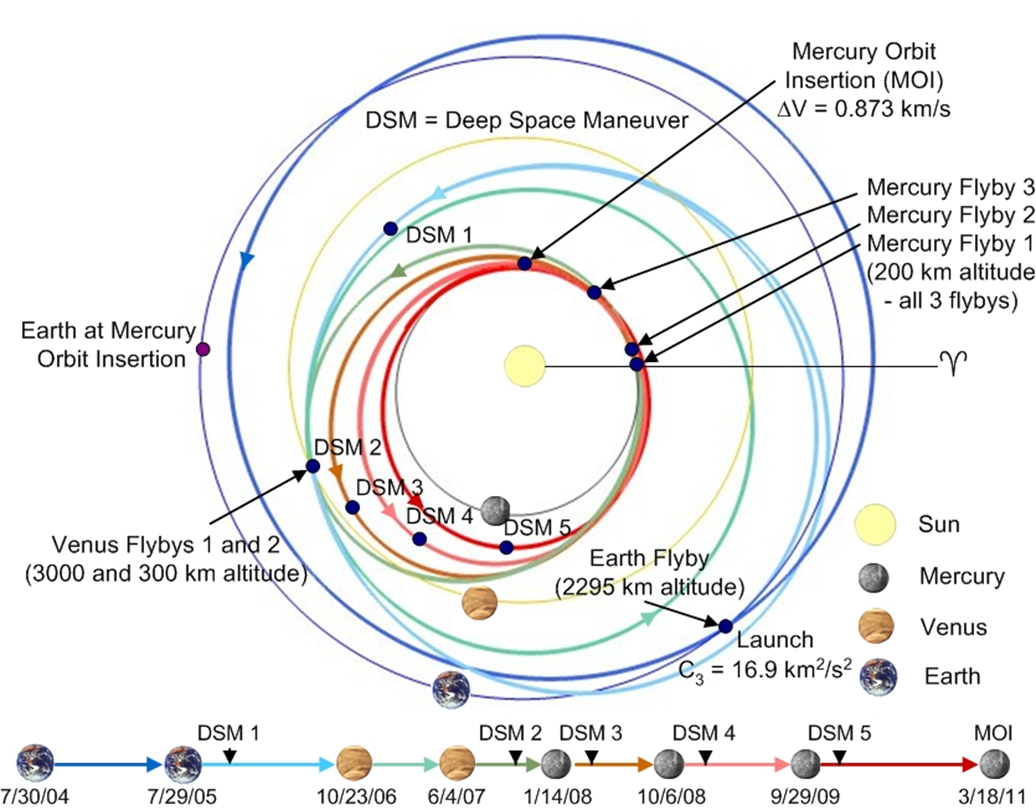 Mercury Orbit
Insertion (MOI)
ΔV = 0.873 km/s
DSM = Deep Space Maneuver
Mercury Flyby 3
Mercury Flyby 2
Mercury Flyby 1
(200 km altitude
- all 3 flybys)
DSM 1
Earth at Mercury
Orbit Insertion
♈
DSM 2
DSM 3
DSM 4
DSM 5
Venus Flybys 1 and 2
(3000 and 300 km altitude)
Earth Flyby
(2295 km altitude)
Launch
C₃ = 16.9 km²/s²
Sun
Mercury
Venus
Earth
DSM 1
DSM 2
DSM 3
DSM 4
DSM 5
MOI
7/30/04
7/29/05
10/23/06
6/4/07
1/14/08
10/6/08
9/29/09
3/18/11